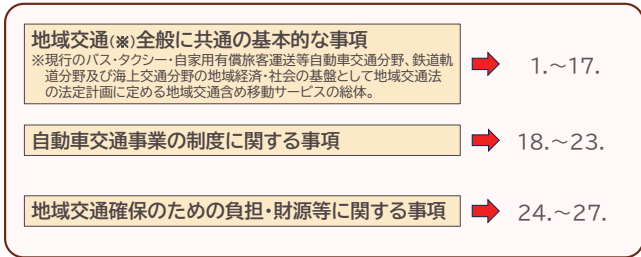 地域交通(※)全般に共通の基本的な事項
※現行のバス・タクシー・自家用有償旅客運送等自動車交通分野、鉄道軌
道分野及び海上交通分野の地域経済・社会の基盤として地域交通法
の法定計画に定める地域交通含め移動サービスの総体。
1.～17.
自動車交通事業の制度に関する事項
18.～23.
地域交通確保のための負担・財源等に関する事項
24.～27.